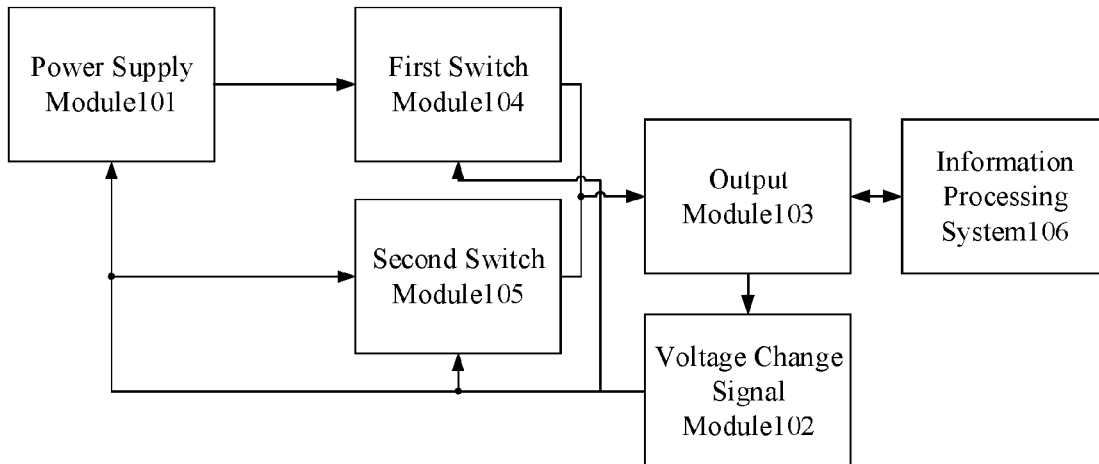 Power Supply
Module101
First Switch
Module104
Output
Module103
Information
Processing
System106
Second Switch
Module105
Voltage Change
Signal
Module102